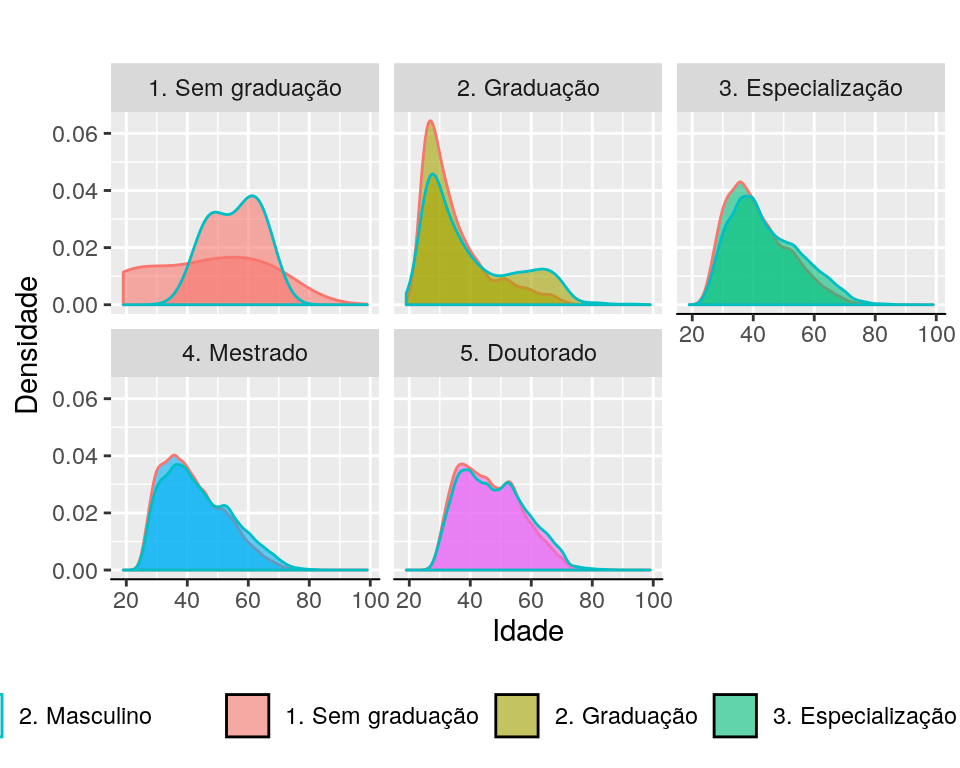 1. Sem graduação
2. Graduação
3. Especialização
0.06
0.04
0.02
0.00
20 40 60 80 100
4. Mestrado
5. Doutorado
0.06
0.04
0.02
0.00
20 40 60 80 100
20 40 60 80 100
Densidade
Idade
2. Masculino
1. Sem graduação
2. Graduação
3. Especialização